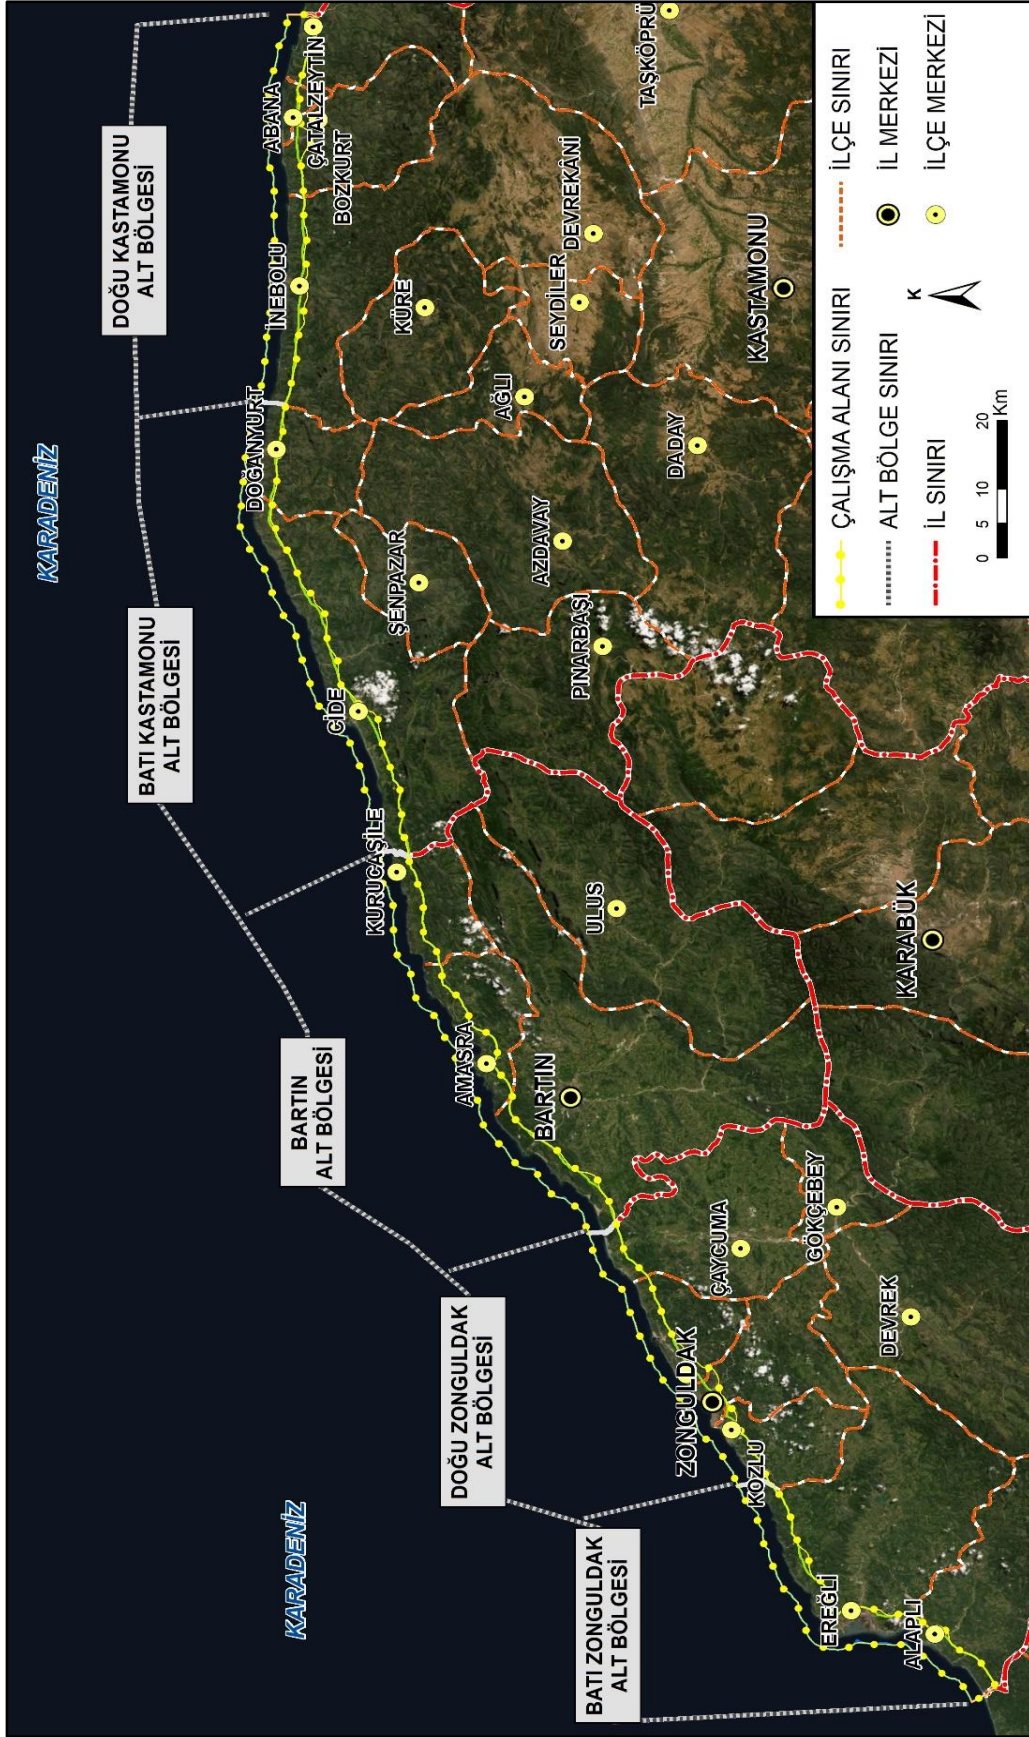 KARADENİZ
KARADENİZ
BATI ZONGULDAK
ALT BÖLGESİ
DOĞU ZONGULDAK
ALT BÖLGESİ
BARTIN
ALT BÖLGESİ
BATI KASTAMONU
ALT BÖLGESİ
DOĞU KASTAMONU
ALT BÖLGESİ
ALAPLI
EREĞLİ
KOZLU
ZONGULDAK
DEVREK
ÇAYCUMA
GÖKÇEBEY
BARTIN
AMASRA
KURUCAŞİLE
ULUS
KARABÜK
CİDE
PINARBAŞI
ŞENPAZAR
AZDAVAY
DOĞANYURT
DADAY
AĞLI
KÜRE
SEYDİLER
İNEBOLU
KASTAMONU
DEVREKÂNİ
ABANA
ÇATALZEYTİN
BOZKURT
TAŞKÖPRÜ
ÇALIŞMA ALANI SINIRI
ALT BÖLGE SINIRI
İL SINIRI
İLÇE SINIRI
İL MERKEZİ
İLÇE MERKEZİ
K
0 5 10 20
Km